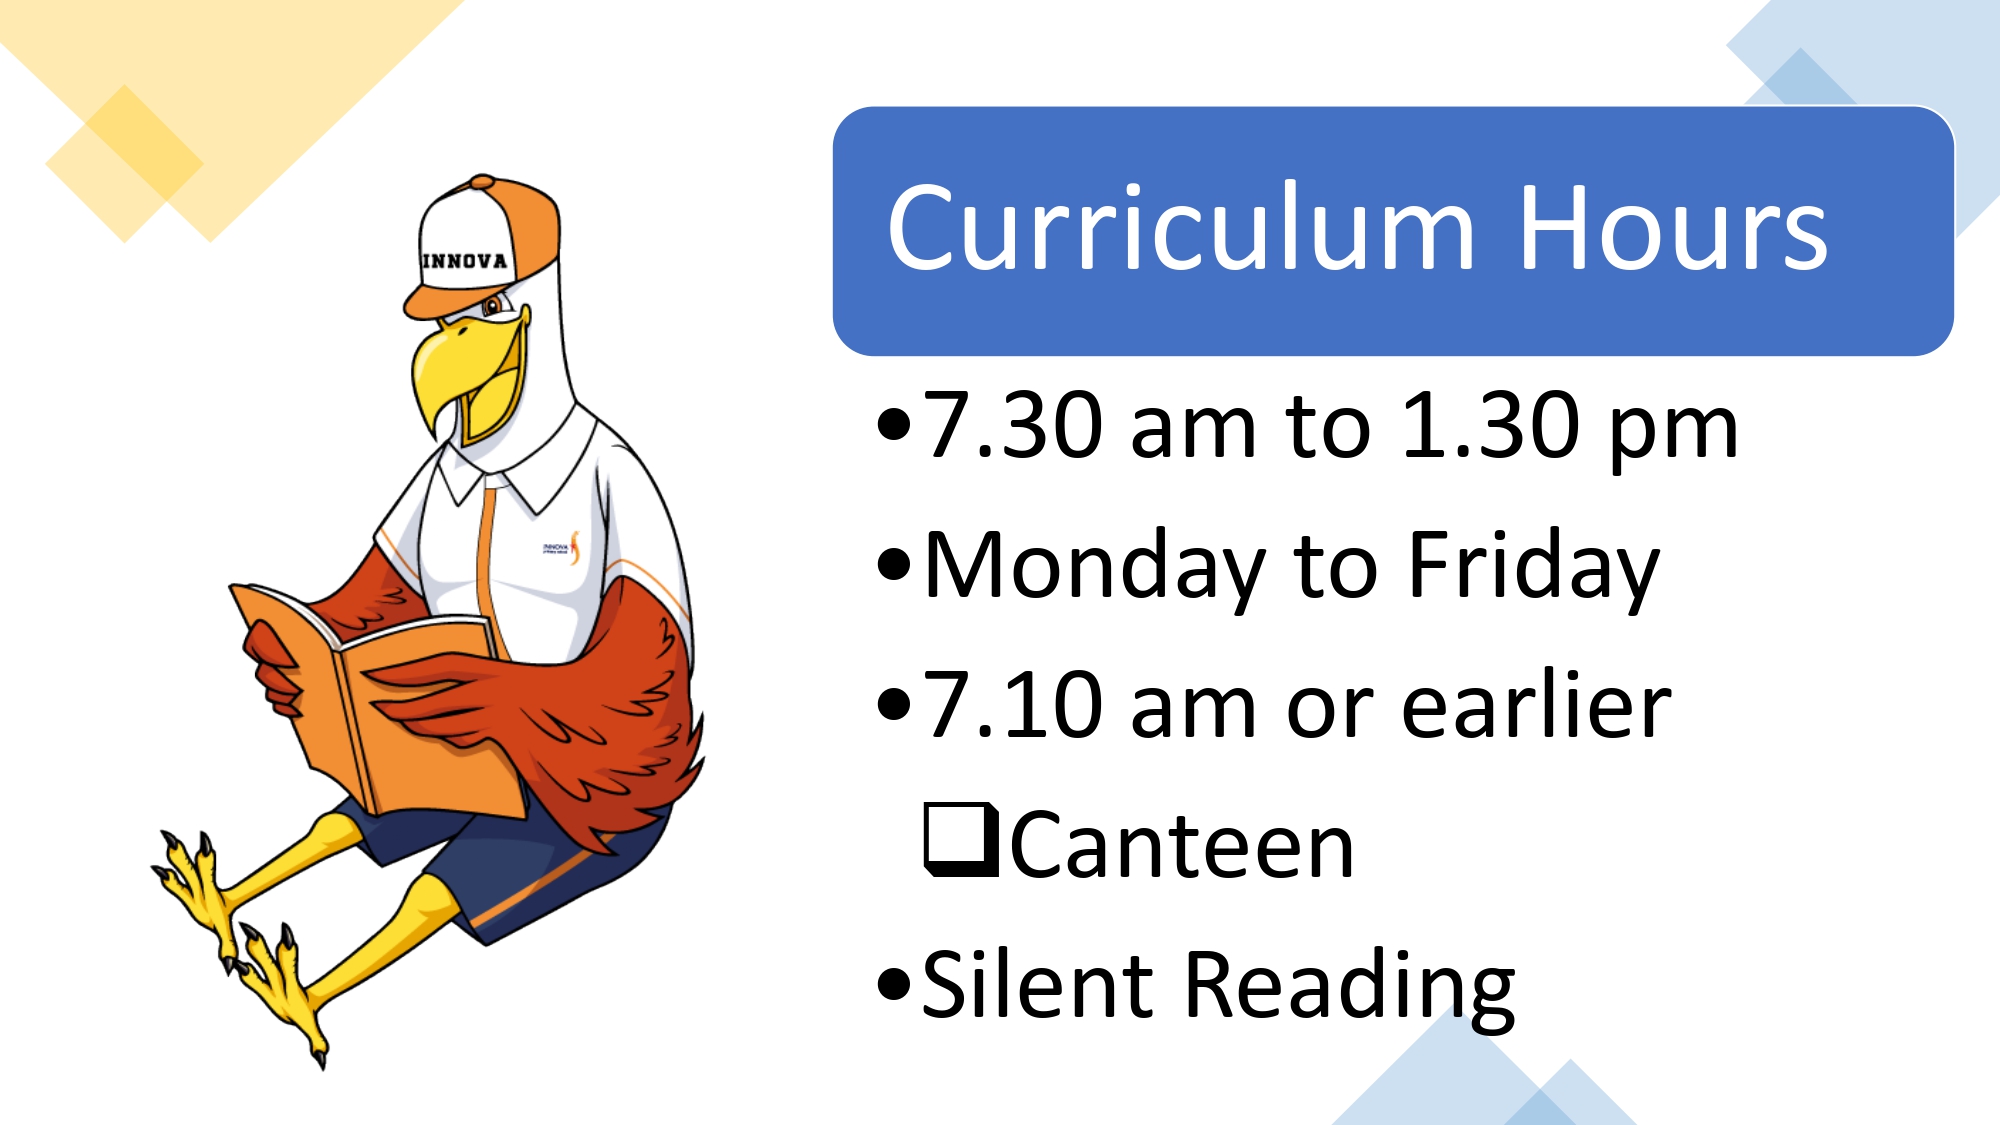 INNOVA
INNOVA
Curriculum Hours
•7.30 am to 1.30 pm
•Monday to Friday
•7.10 am or earlier
❑Canteen
•Silent Reading